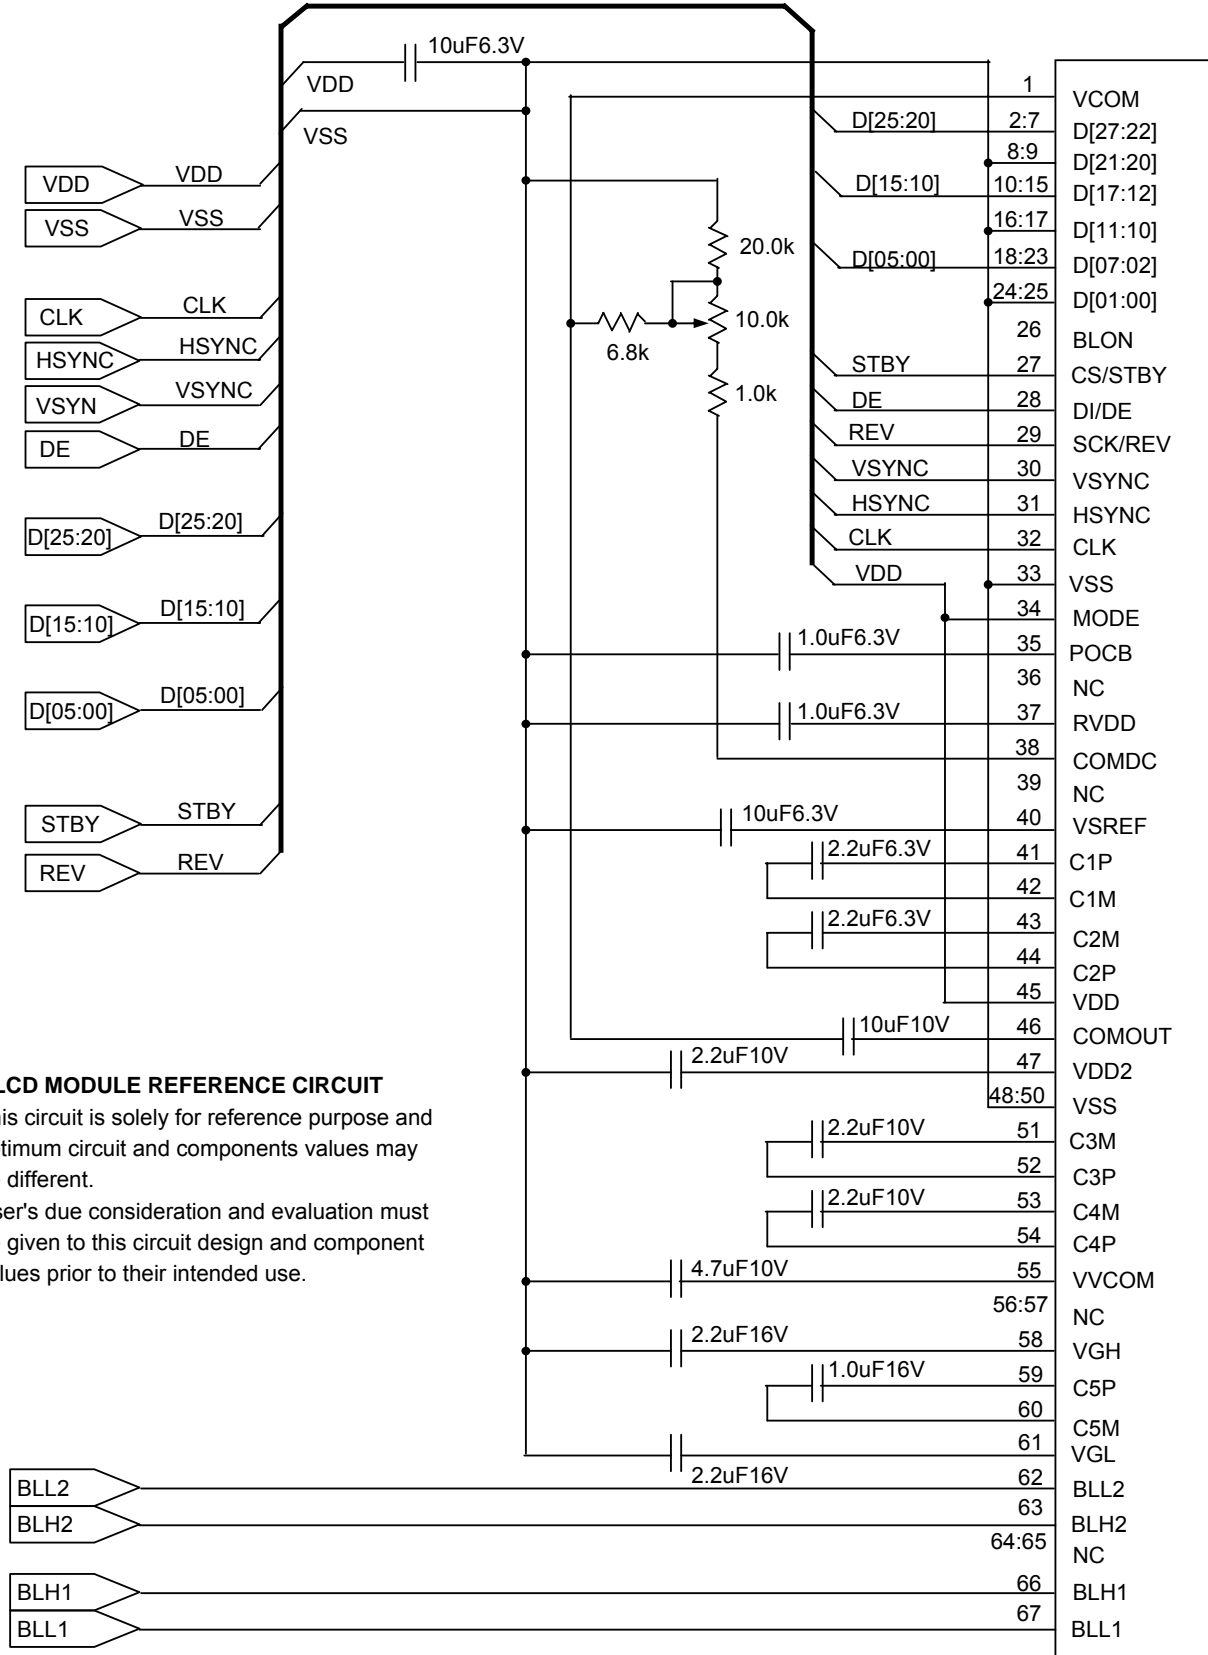 10uF6.3V
VDD
VSS
VDD VDD
VSS VSS
CLK CLK
HSYNC HSYNC
VSYN VSYNC
DE DE
D[25:20] D[25:20]
D[15:10] D[15:10]
D[05:00] D[05:00]
STBY STBY
REV REV
20.0k
10.0k
6.8k
1.0k
1 VCOM
D[25:20] 2:7 D[27:22]
8:9 D[21:20]
D[15:10] 10:15 D[17:12]
16:17 D[11:10]
D[05:00] 18:23 D[07:02]
24:25 D[01:00]
26 BLON
STBY 27 CS/STBY
DE 28 DI/DE
REV 29 SCK/REV
VSYNC 30 VSYNC
HSYNC 31 HSYNC
CLK 32 CLK
VDD 33 VSS
34 MODE
1.0uF6.3V 35 POCB
36 NC
1.0uF6.3V 37 RVDD
38 COMDC
39 NC
10uF6.3V 40 VSREF
2.2uF6.3V 41 C1P
42 C1M
2.2uF6.3V 43 C2M
44 C2P
45 VDD
10uF10V 46 COMOUT
2.2uF10V 47 VDD2
48:50 VSS
2.2uF10V 51 C3M
52 C3P
2.2uF10V 53 C4M
54 C4P
4.7uF10V 55 VVCOM
56:57 NC
2.2uF16V 58 VGH
1.0uF16V 59 C5P
60 C5M
2.2uF16V 61 VGL
LCD MODULE REFERENCE CIRCUIT
is circuit is solely for reference purpose and
timum circuit and components values may
different.
ser's due consideration and evaluation must
given to this circuit design and component
lues prior to their intended use.
BLL2 62 BLL2
BLH2 63 BLH2
64:65 NC
BLH1 66 BLH1
BLL1 67 BLL1